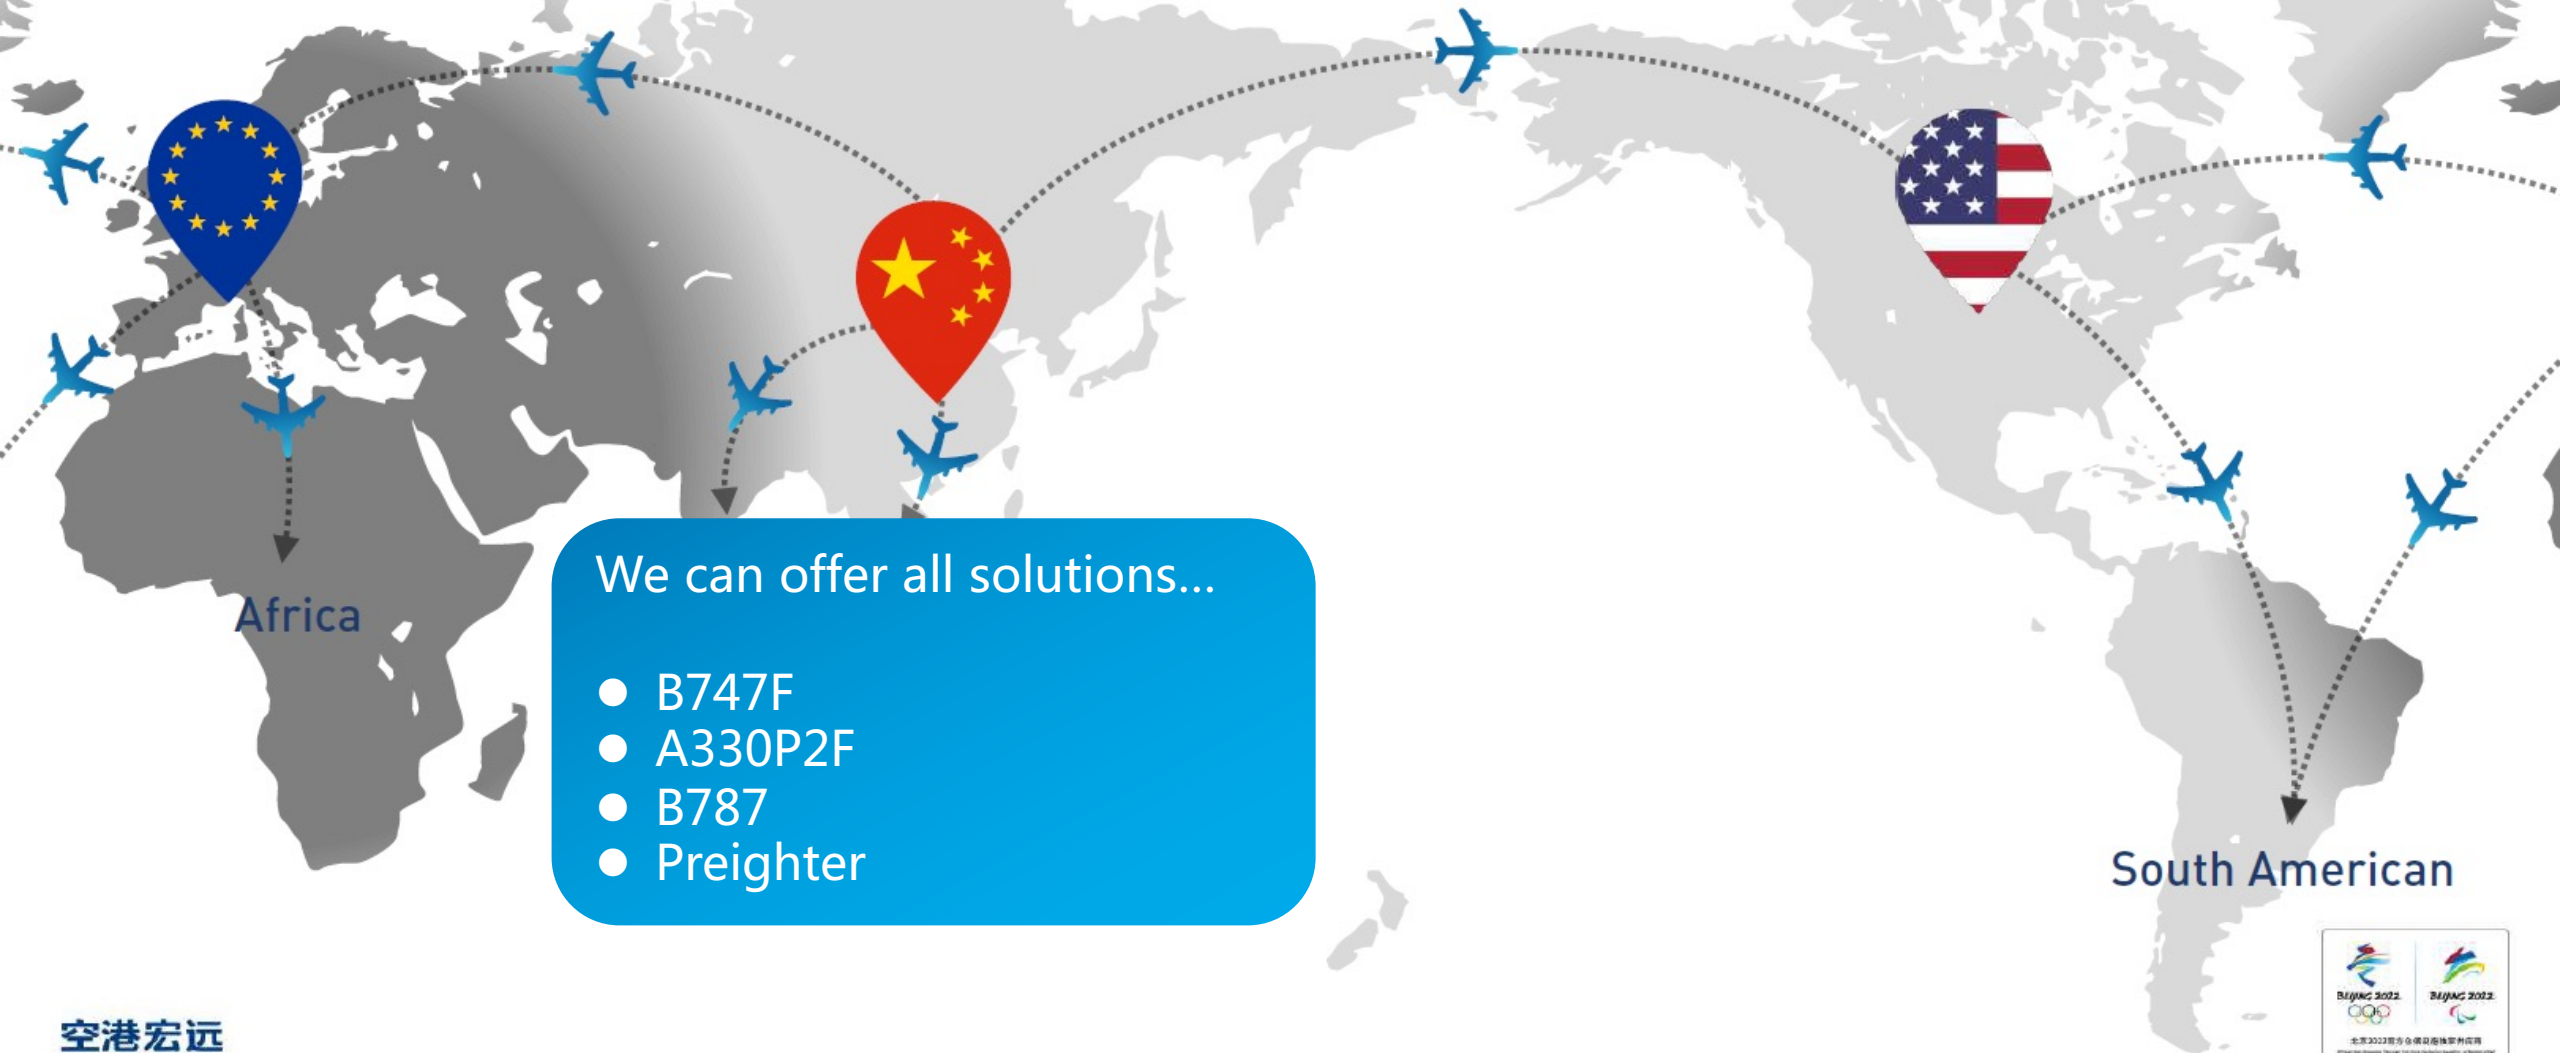 Africa
We can offer all solutions...
● B747F
● A330P2F
● B787
● Preighter
South American
空港宏远
BEIJING 2022 BEIJING 2022